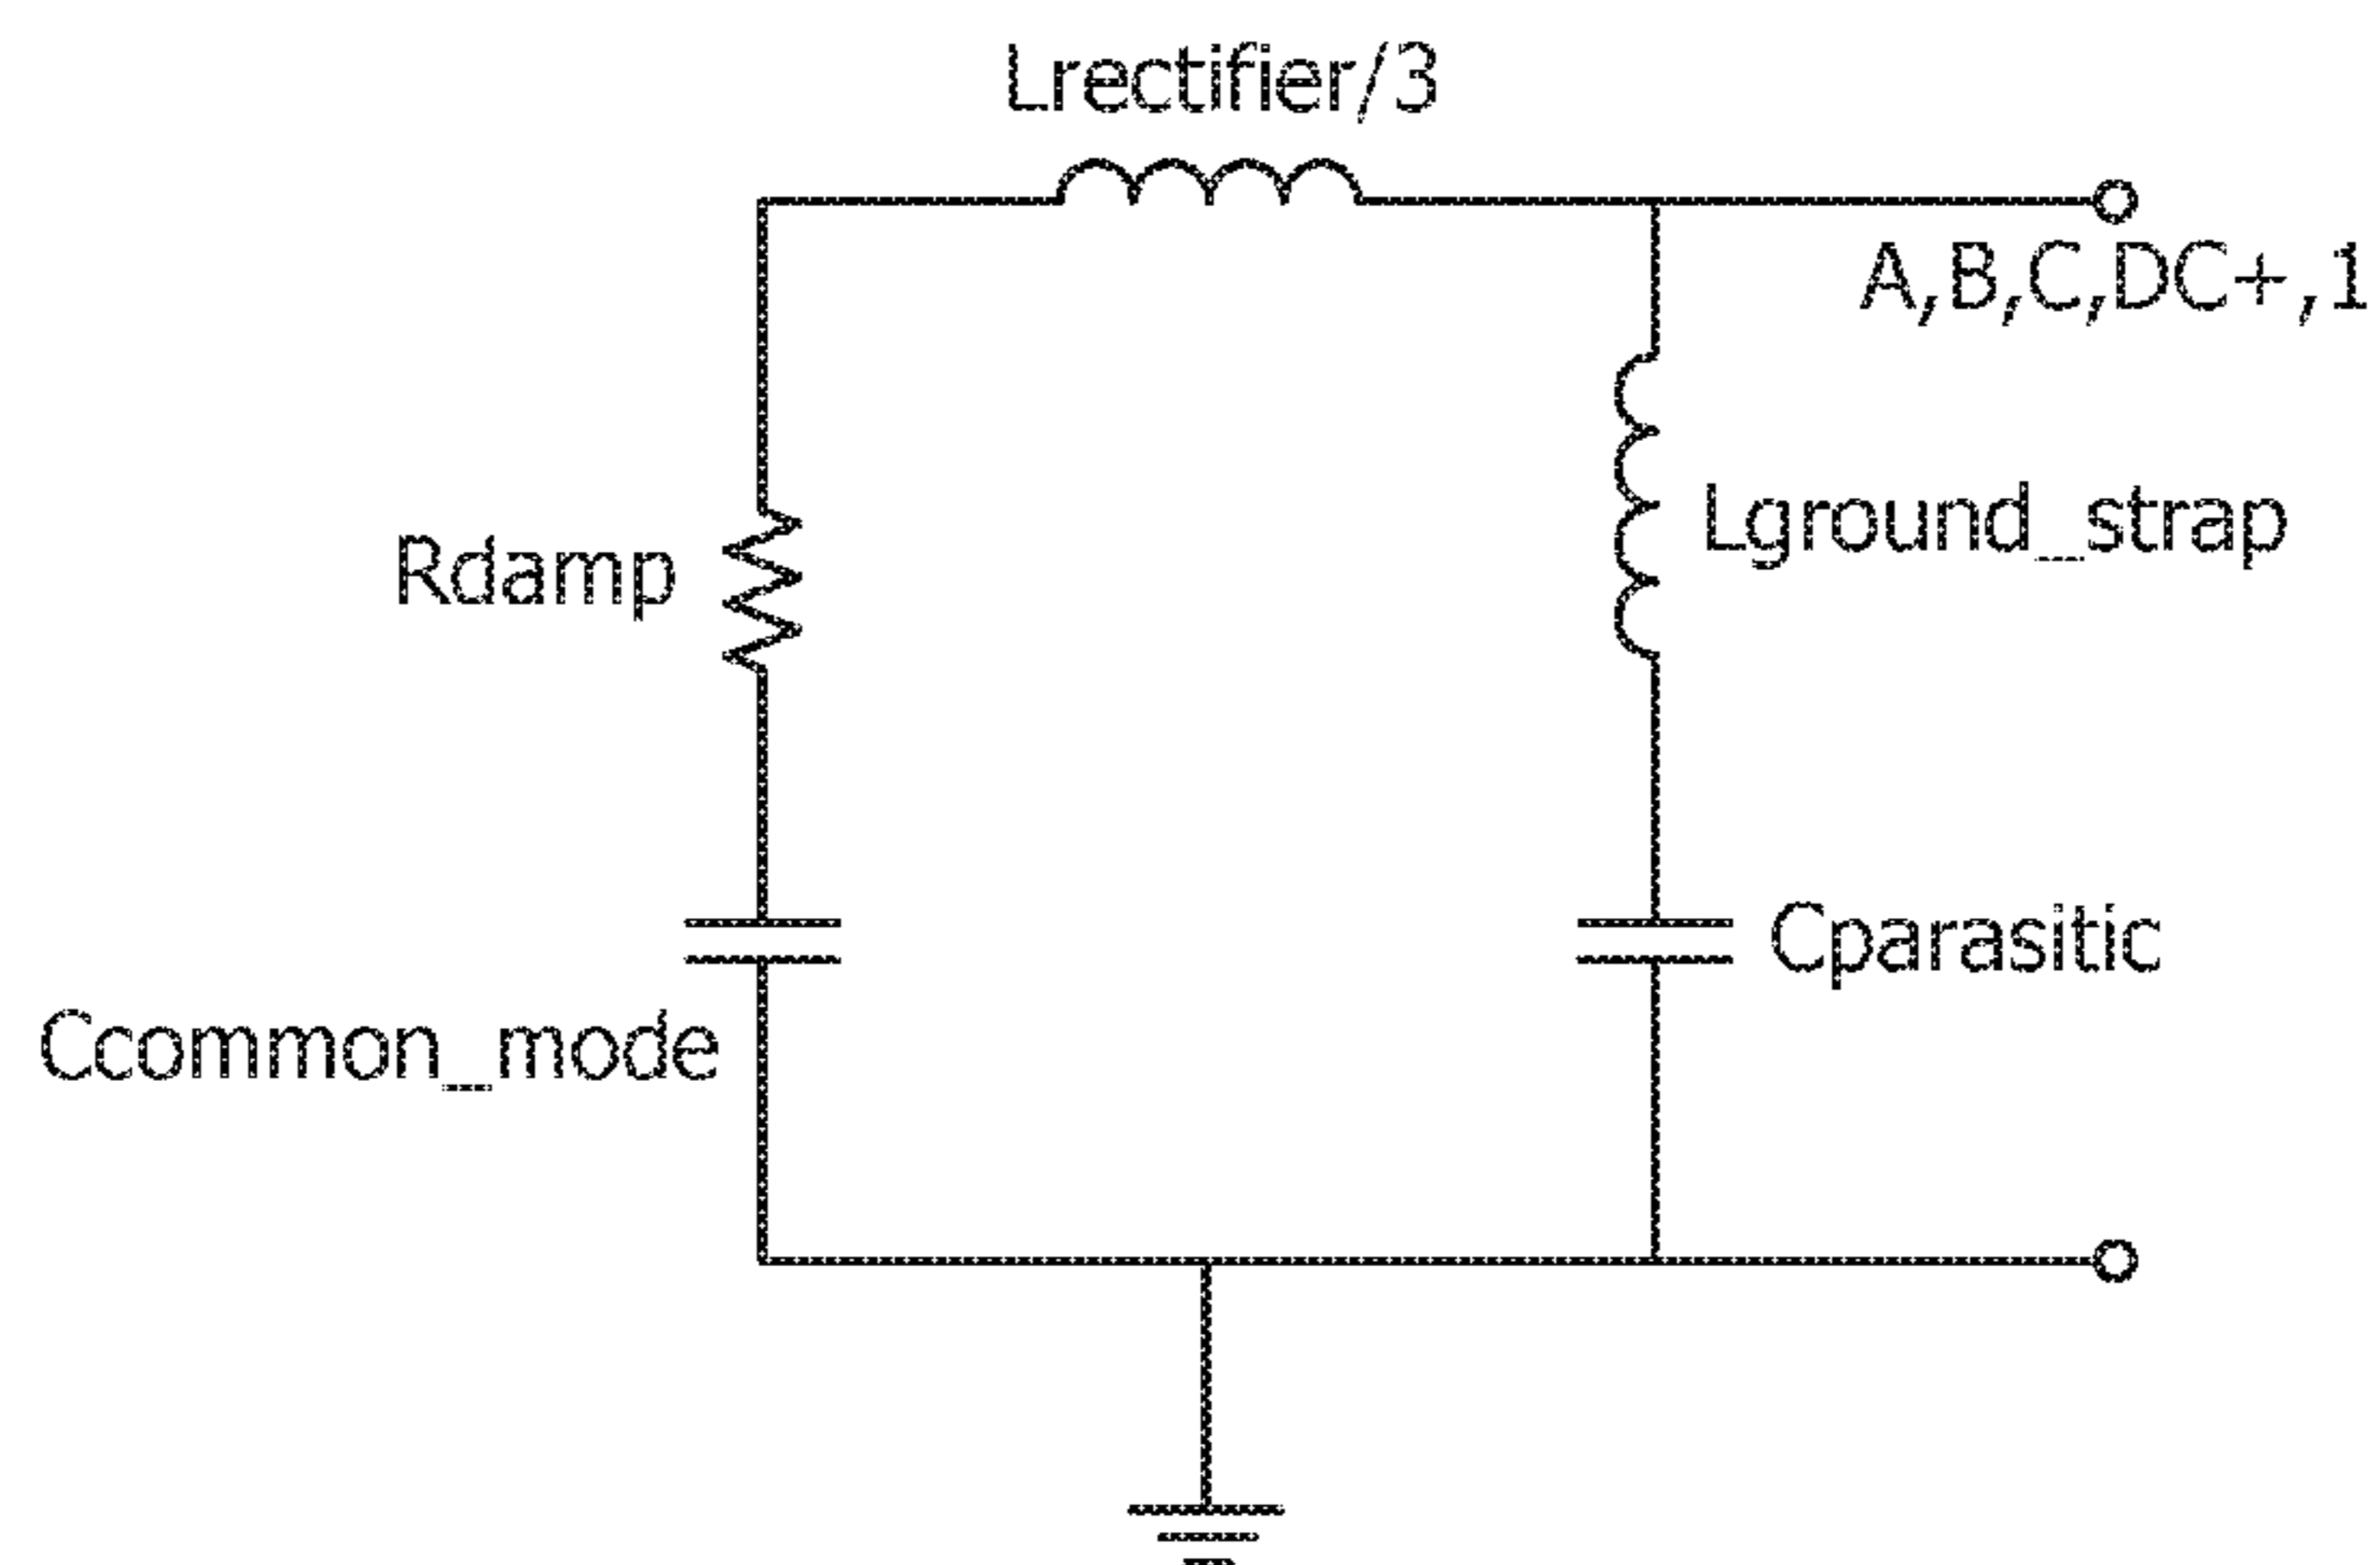 Lrectifier/3
A,B,C,DC+,1
Lground_strap
Rdamp
Cparasitic
Ccommon_mode